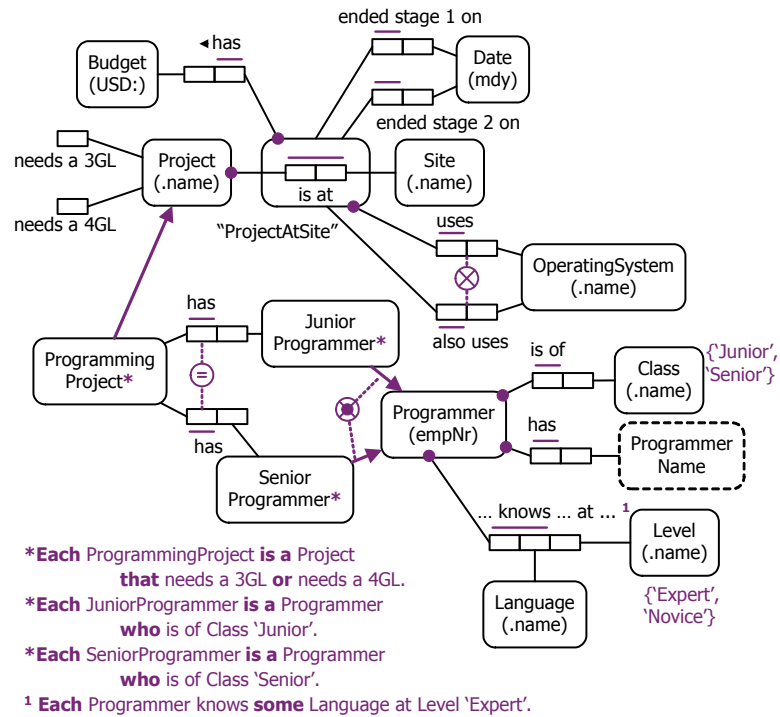 ended stage 1 on
◄has
Budget
(USD:)
Date
(mdy)
ended stage 2 on
needs a 3GL
Project
(.name)
Site
(.name)
is at
needs a 4GL
"ProjectAtSite"
uses
OperatingSystem
(.name)
also uses
has
Junior
Programmer*
Programming
Project*
=
is of
Class
(.name)
{'Junior',
'Senior'}
Programmer
(empNr)
has
has
Programmer
Name
Senior
Programmer*
... knows ... at ... 1
Level
(.name)
{'Expert',
'Novice'}
Language
(.name)
*Each ProgrammingProject is a Project
that needs a 3GL or needs a 4GL.
*Each JuniorProgrammer is a Programmer
who is of Class 'Junior'.
*Each SeniorProgrammer is a Programmer
who is of Class 'Senior'.
1 Each Programmer knows some Language at Level 'Expert'.